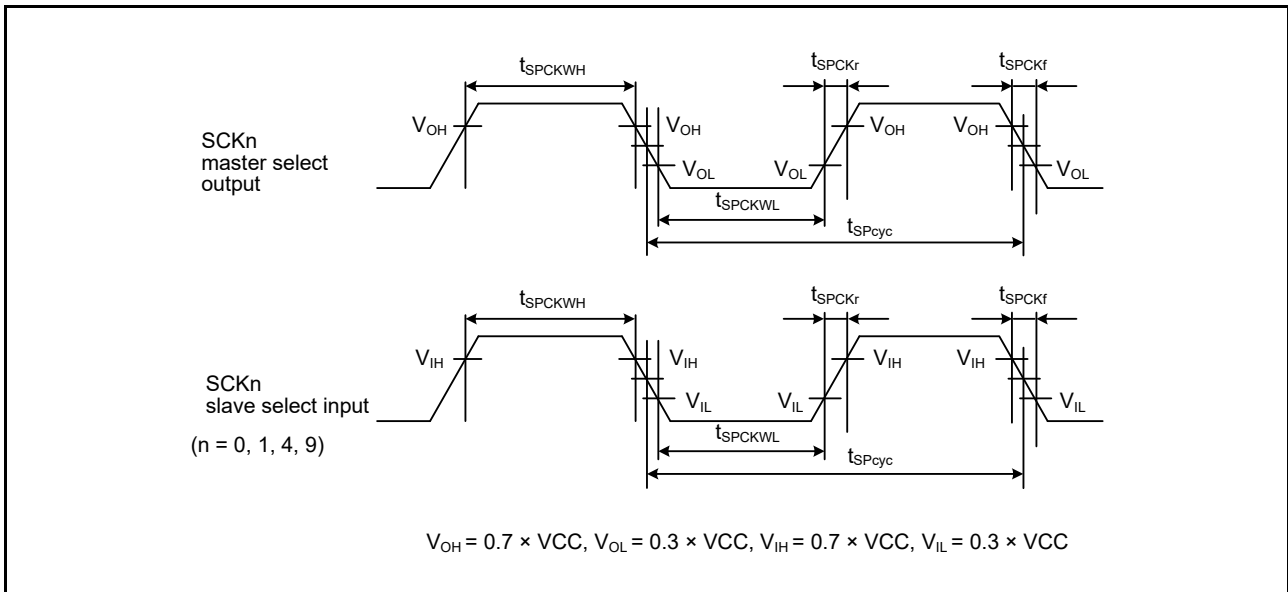 tSPCKWH
tSPCKr
tSPCKf
SCKn
master select
output
VOH
VOH
VOL
VOL
VOH
VOH
VOL
tSPCKWL
tSPcyc
tSPCKWH
tSPCKr
tSPCKf
SCKn
slave select input
(n = 0, 1, 4, 9)
VIH
VIH
VIL
VIL
VIH
VIH
VIL
tSPCKWL
tSPcyc
VOH = 0.7 × VCC, VOL = 0.3 × VCC, VIH = 0.7 × VCC, VIL = 0.3 × VCC